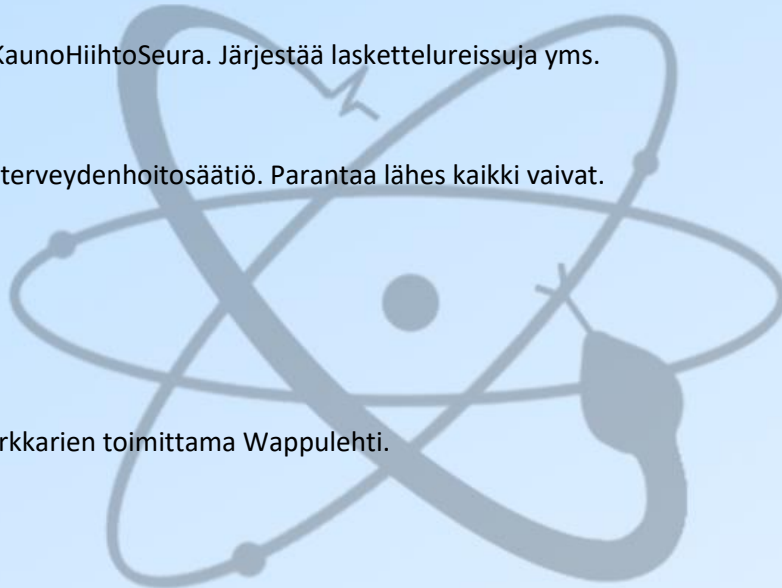 KaunoHiihtoSeura. Järjestää laskettelureissuja yms.
terveydenhoitosäätiö. Parantaa lähes kaikki vaivat.
rkkarien toimittama Wappulehti.